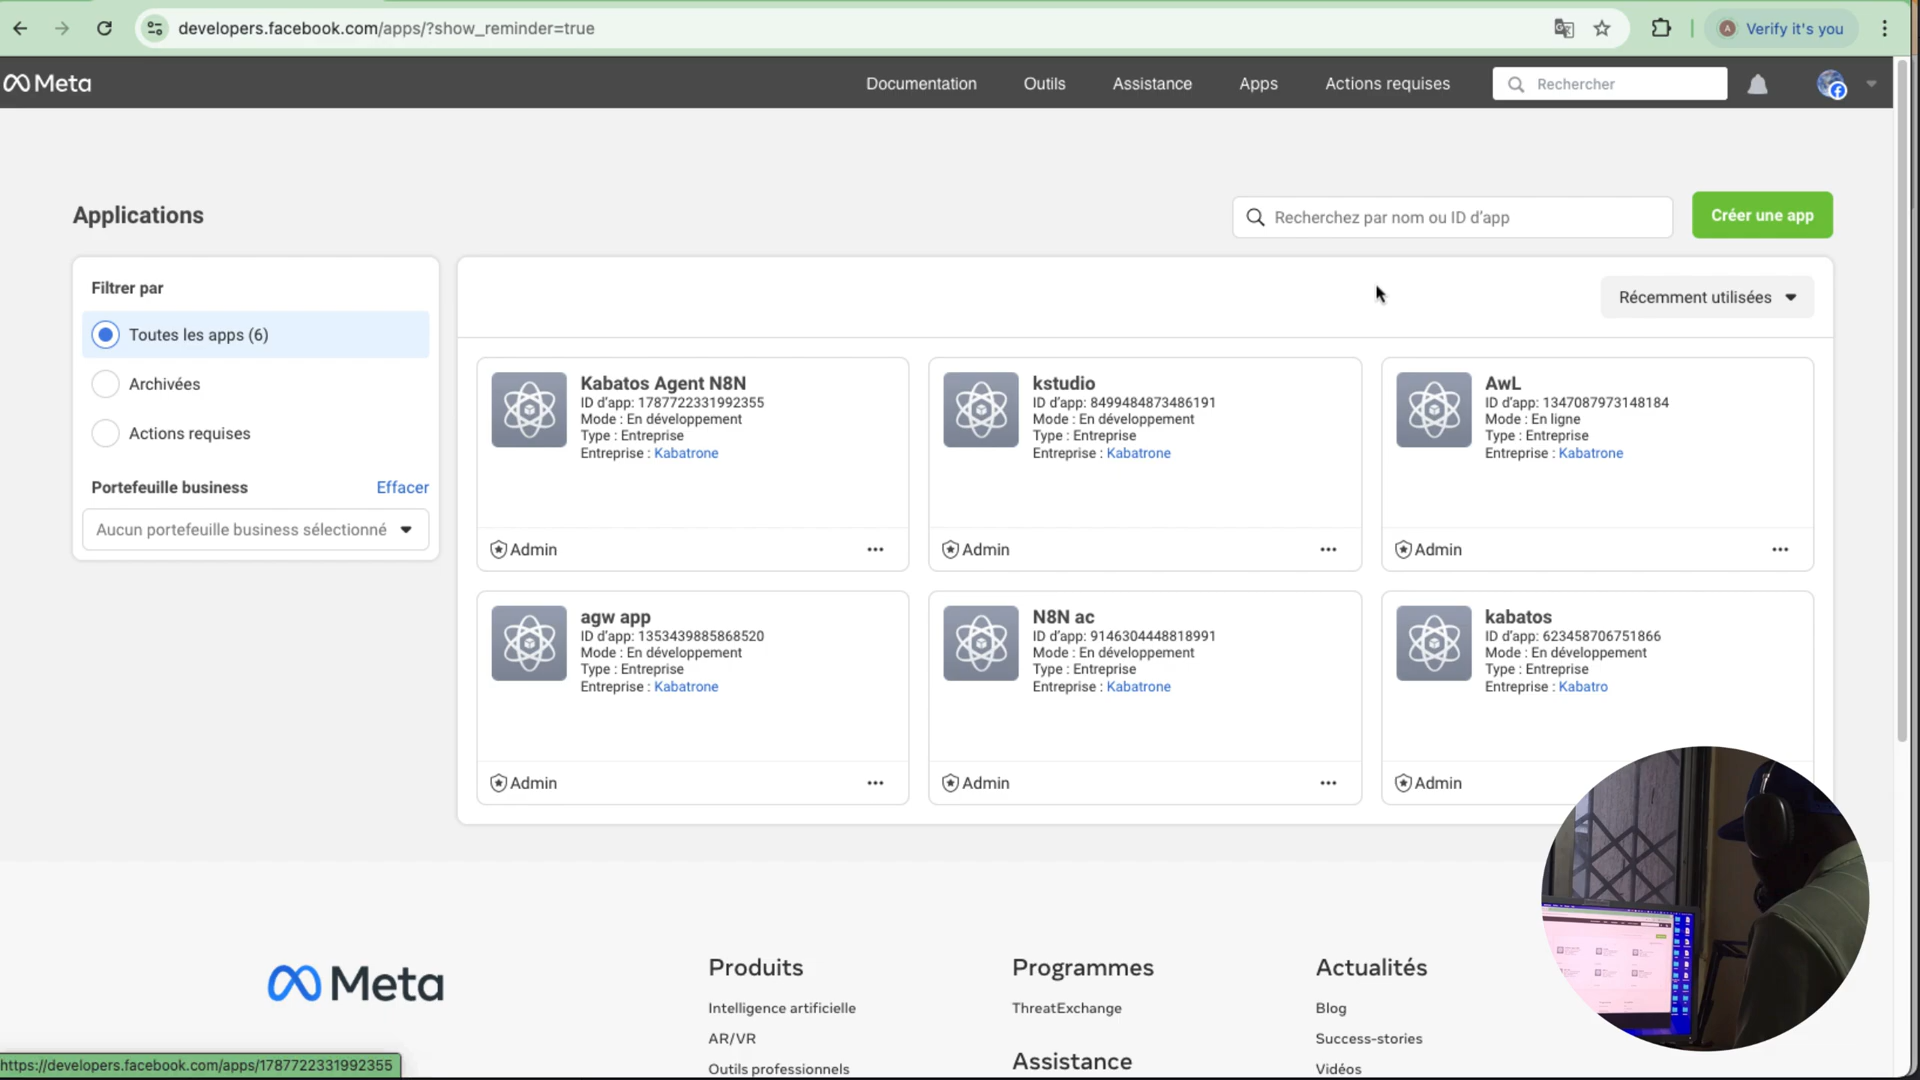 developers.facebook.com/apps/?show_reminder=true
Verify it's you
Meta
Documentation
Outils
Assistance
Apps
Actions requises
Rechercher
Applications
Recherchez par nom ou ID d’app
Créer une app
Filtrer par
Toutes les apps (6)
Archivées
Actions requises
Portefeuille business
Effacer
Aucun portefeuille business sélectionné
Récemment utilisées
Kabatos Agent N8N
ID d’app: 1787722331992355
Mode : En développement
Type : Entreprise
Entreprise : Kabatrone
Admin
kstudio
ID d’app: 8499484873486191
Mode : En développement
Type : Entreprise
Entreprise : Kabatrone
Admin
AwL
ID d’app: 1347087973148184
Mode : En ligne
Type : Entreprise
Entreprise : Kabatrone
Admin
agw app
ID d’app: 1353439885868520
Mode : En développement
Type : Entreprise
Entreprise : Kabatrone
Admin
N8N ac
ID d’app: 9146304448818991
Mode : En développement
Type : Entreprise
Entreprise : Kabatrone
Admin
kabatos
ID d’app: 623458706751866
Mode : En développement
Type : Entreprise
Entreprise : Kabatro
Admin
Meta
Produits
Intelligence artificielle
AR/VR
Outils professionnels
Programmes
ThreatExchange
Assistance
Actualités
Blog
Success-stories
Vidéos
https://developers.facebook.com/apps/1787722331992355